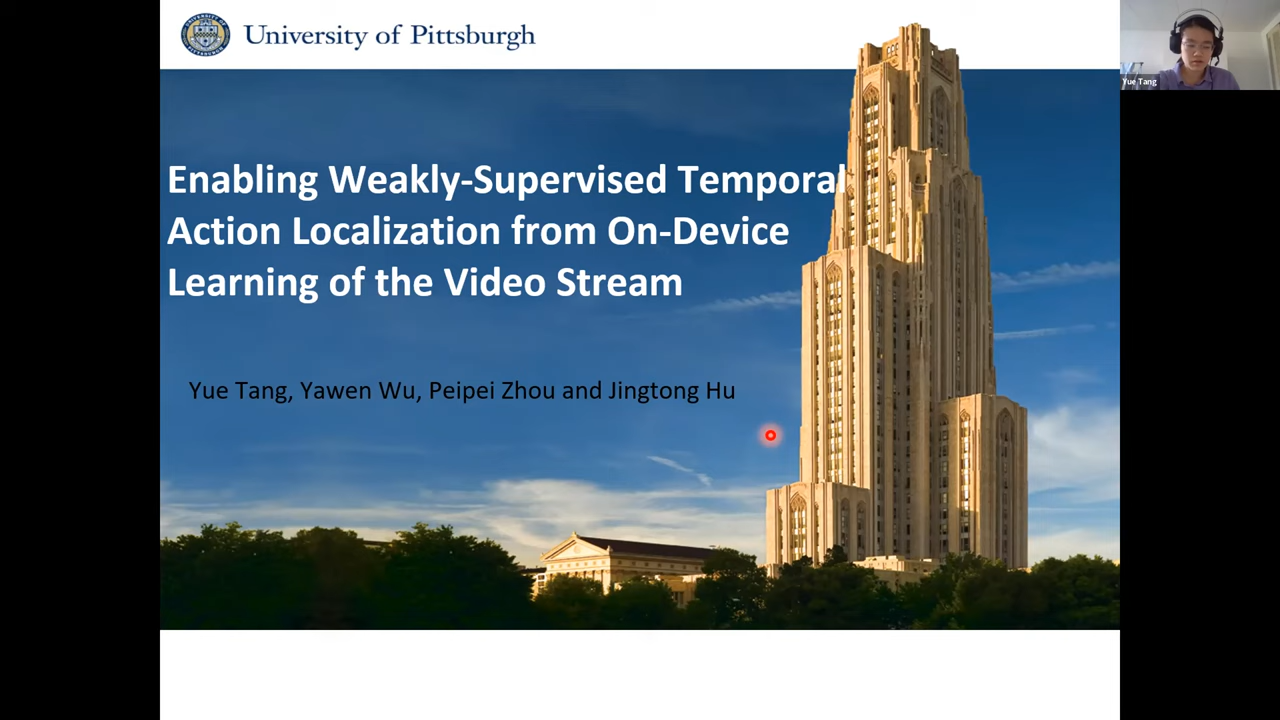 University of Pittsburgh
Yue Tang
Enabling Weakly-Supervised Temporal
Action Localization from On-Device
Learning of the Video Stream
Yue Tang, Yawen Wu, Peipei Zhou and Jingtong Hu